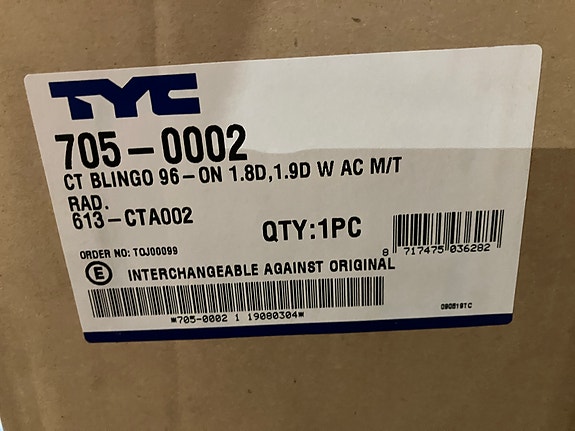 TYC
705-0002
CT BLINGO 96-ON 1.8D,1.9D W AC M/T
RAD.
613-CTA002
QTY:1PC
8 717475 036282
ORDER NO: TOJ00099
E INTERCHANGEABLE AGAINST ORIGINAL
*705-0002 1 19080304*
090519TC